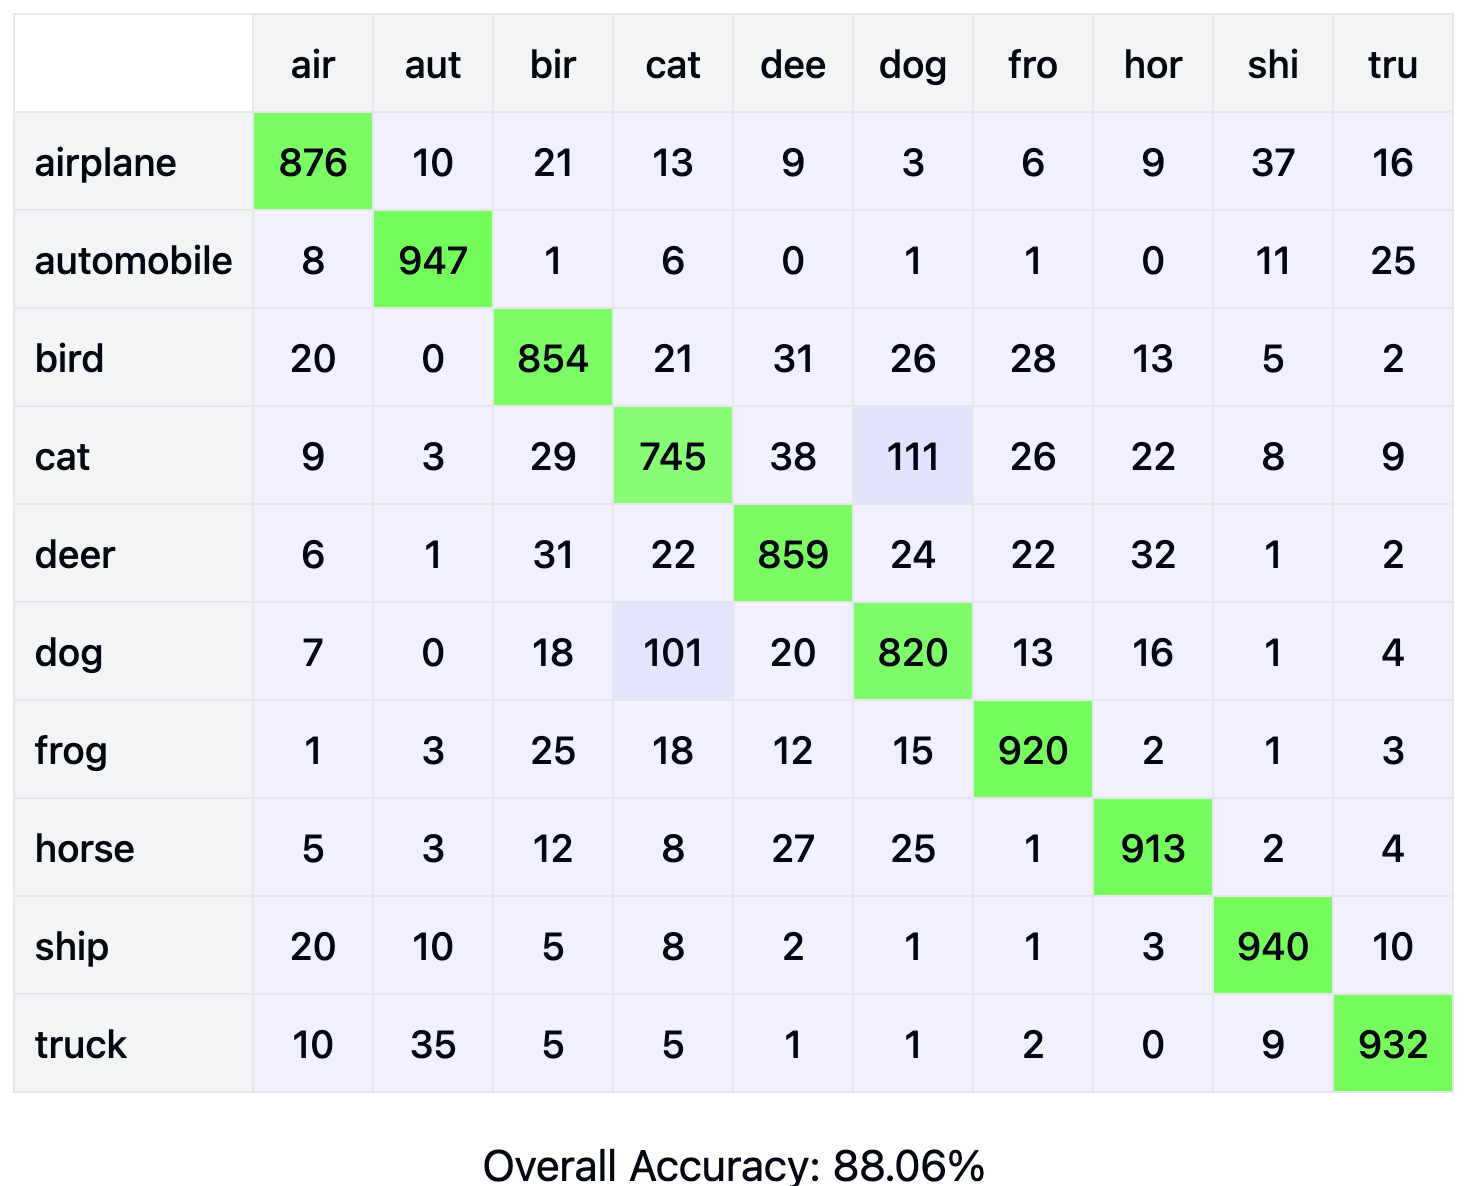 air aut bir cat dee dog fro hor shi tru
airplane 876 10 21 13 9 3 6 9 37 16
automobile 8 947 1 6 0 1 1 0 11 25
bird 20 0 854 21 31 26 28 13 5 2
cat 9 3 29 745 38 111 26 22 8 9
deer 6 1 31 22 859 24 22 32 1 2
dog 7 0 18 101 20 820 13 16 1 4
frog 1 3 25 18 12 15 920 2 1 3
horse 5 3 12 8 27 25 1 913 2 4
ship 20 10 5 8 2 1 1 3 940 10
truck 10 35 5 5 1 1 2 0 9 932
Overall Accuracy: 88.06%